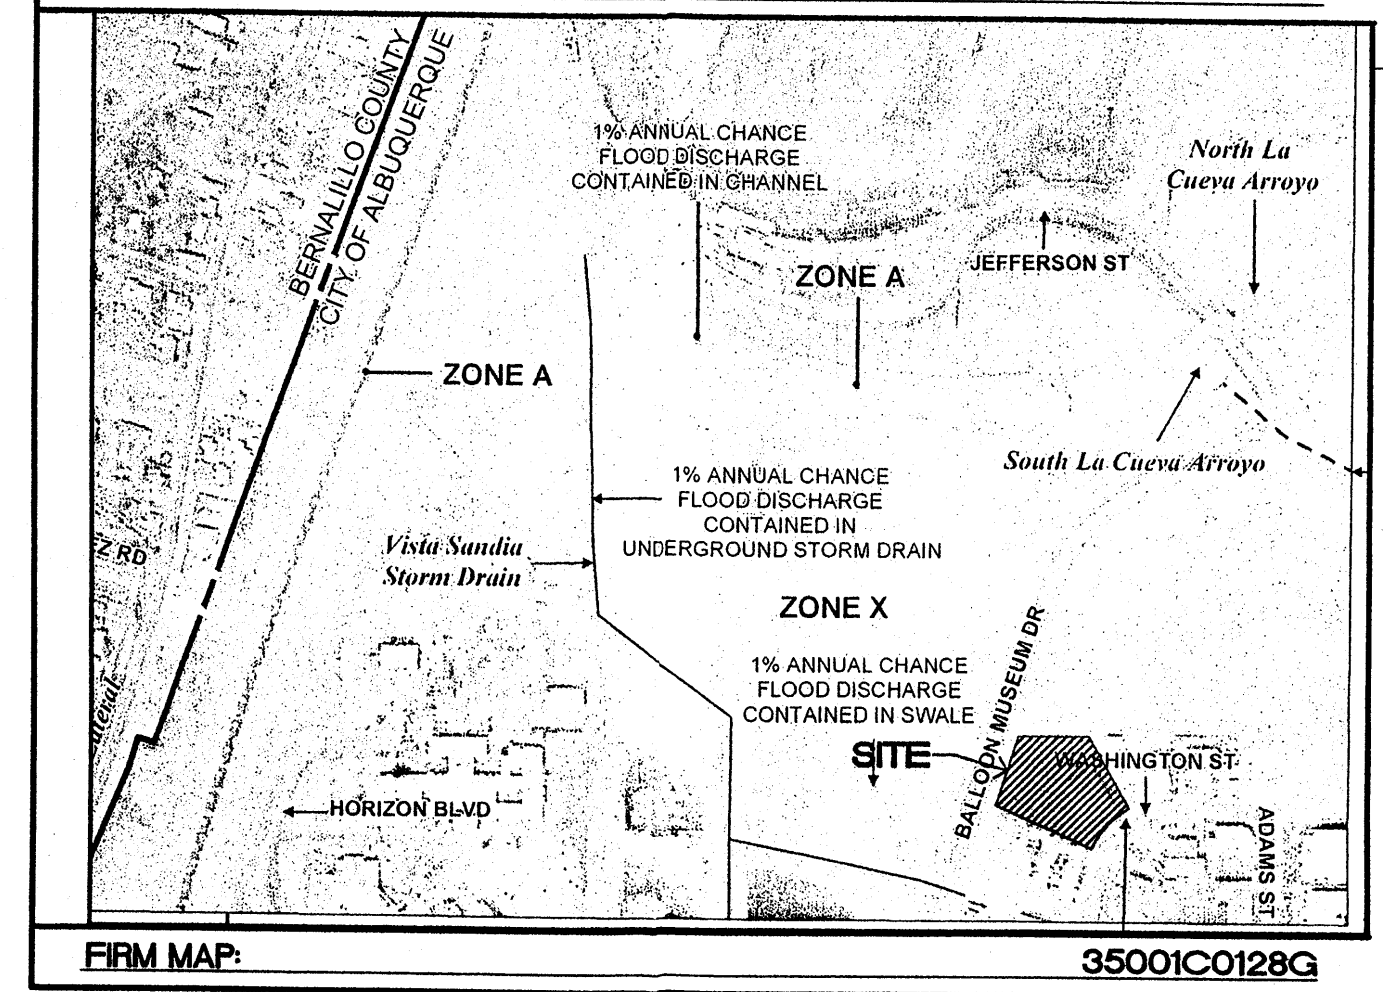 BERNALILLO COUNTY
CITY OF ALBUQUERQUE
1% ANNUAL CHANCE
FLOOD DISCHARGE
CONTAINED IN CHANNEL
North La
Cueva Arroyo
JEFFERSON ST
ZONE A
ZONE A
South La Cueva Arroyo
1% ANNUAL CHANCE
FLOOD DISCHARGE
CONTAINED IN
UNDERGROUND STORM DRAIN
Vista Sandia
Storm Drain
Z RD
ZONE X
1% ANNUAL CHANCE
FLOOD DISCHARGE
CONTAINED IN SWALE
BALLOON MUSEUM DR
SITE
WASHINGTON ST
HORIZON BLVD
ADAMS ST
FIRM MAP:
35001C0128G